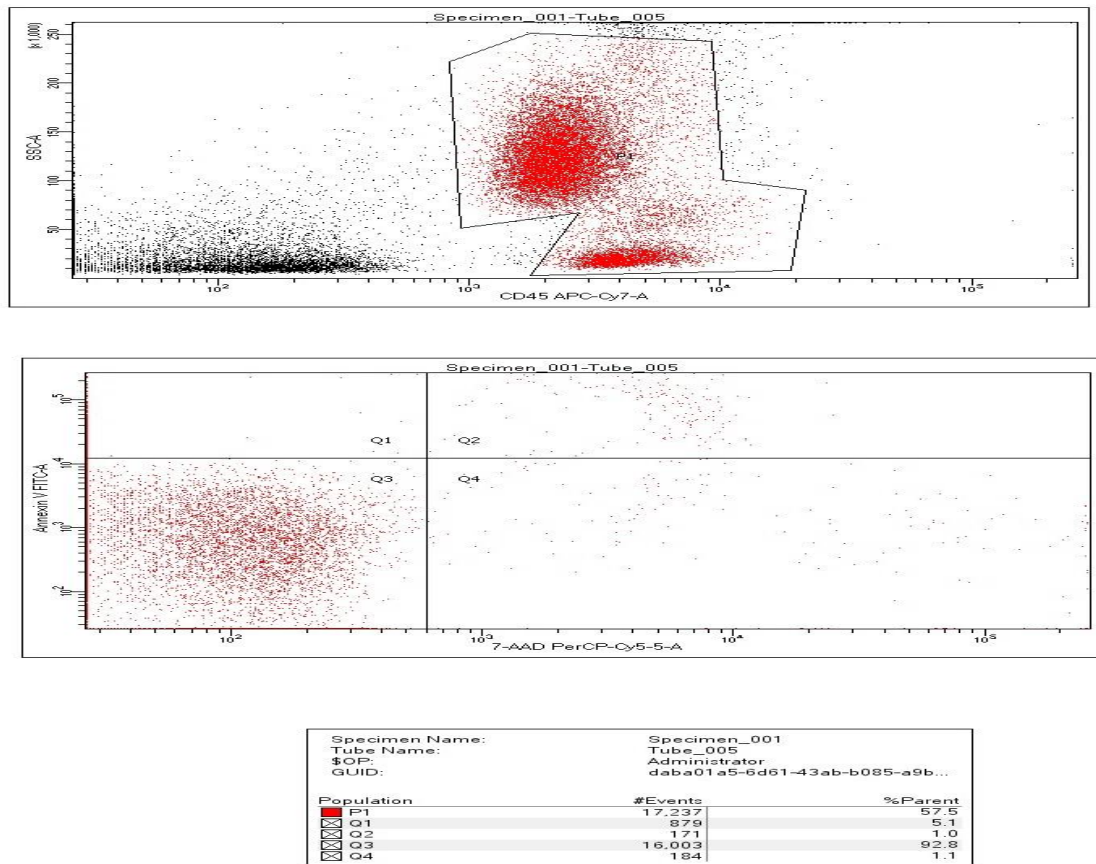 Specimen_001-Tube_005
(x 1,000)
250
200
150
100
50
SSC-A
P1
10² 10³ 10⁴ 10⁵
CD45 APC-Cy7-A
Specimen_001-Tube_005
10⁵
10⁴
10³
10²
Annexin V FITC-A
Q1 Q2
Q3 Q4
10² 10³ 10⁴ 10⁵
7-AAD PerCP-Cy5-5-A
Specimen Name: Specimen_001
Tube Name: Tube_005
$OP: Administrator
GUID: daba01a5-6d61-43ab-b085-a9b...
Population #Events %Parent
P1 17,237 57.5
Q1 879 5.1
Q2 171 1.0
Q3 16,003 92.8
Q4 184 1.1